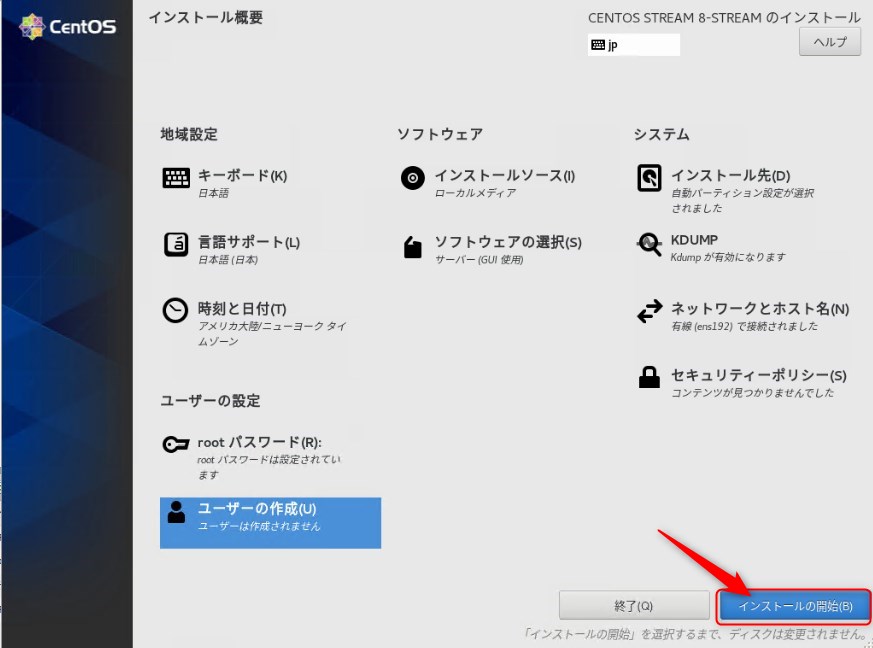 CentOS
インストール概要
CENTOS STREAM 8-STREAM のインストール
jp
ヘルプ
地域設定
キーボード(K)
日本語
言語サポート(L)
日本語 (日本)
時刻と日付(T)
アメリカ大陸/ニューヨーク タイ
ムゾーン
ユーザーの設定
root パスワード(R):
root パスワードは設定されてい
ます
ユーザーの作成(U)
ユーザーは作成されません
ソフトウェア
インストールソース(I)
ローカルメディア
ソフトウェアの選択(S)
サーバー (GUI 使用)
システム
インストール先(D)
自動パーティション設定が選択
されました
KDUMP
Kdump が有効になります
ネットワークとホスト名(N)
有線 (ens192) で接続されました
セキュリティーポリシー(S)
コンテンツが見つかりませんでした
終了(Q)
インストールの開始(B)
「インストールの開始」を選択するまで、ディスクは変更されません。